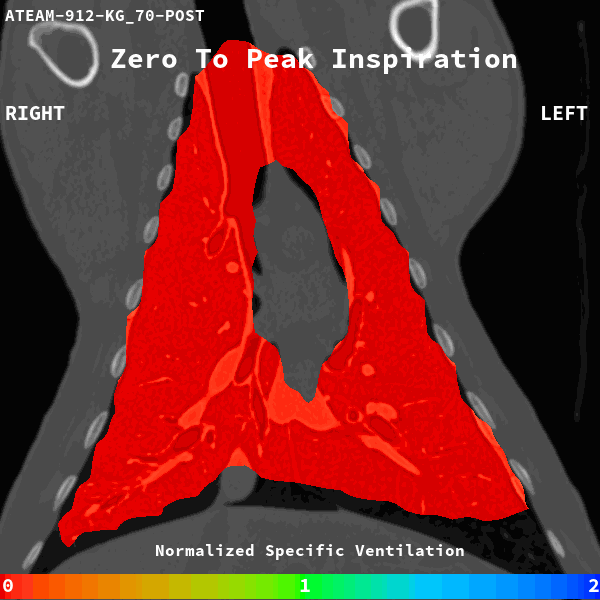 ATEAM-912-KG_70-POST
Zero To Peak Inspiration
RIGHT
LEFT
Normalized Specific Ventilation
0 1 2